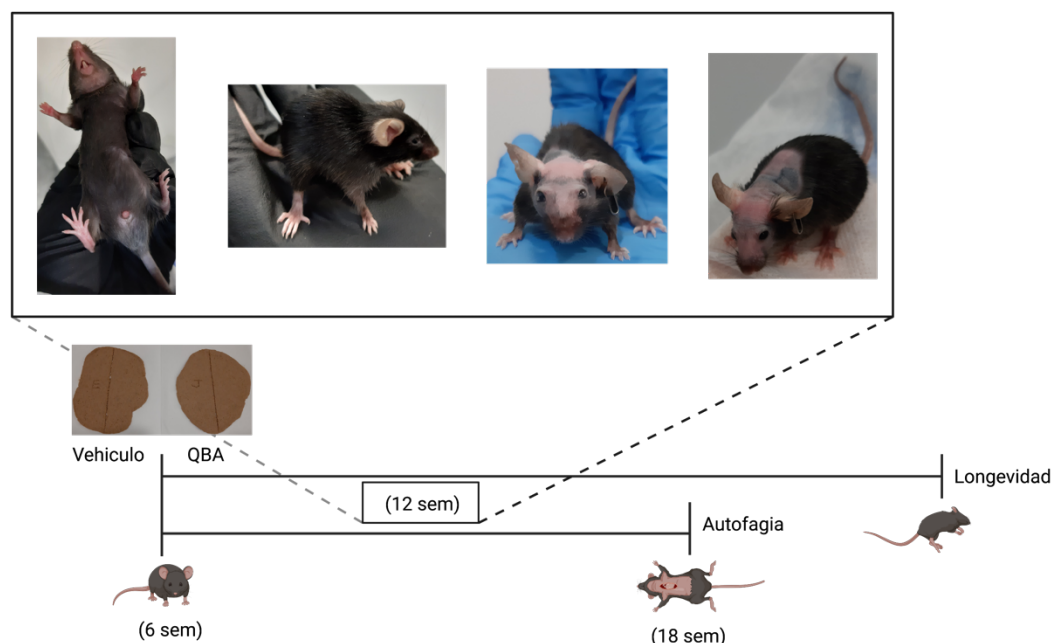 Vehiculo
QBA
Longevidad
(12 sem)
Autofagia
(6 sem)
(18 sem)